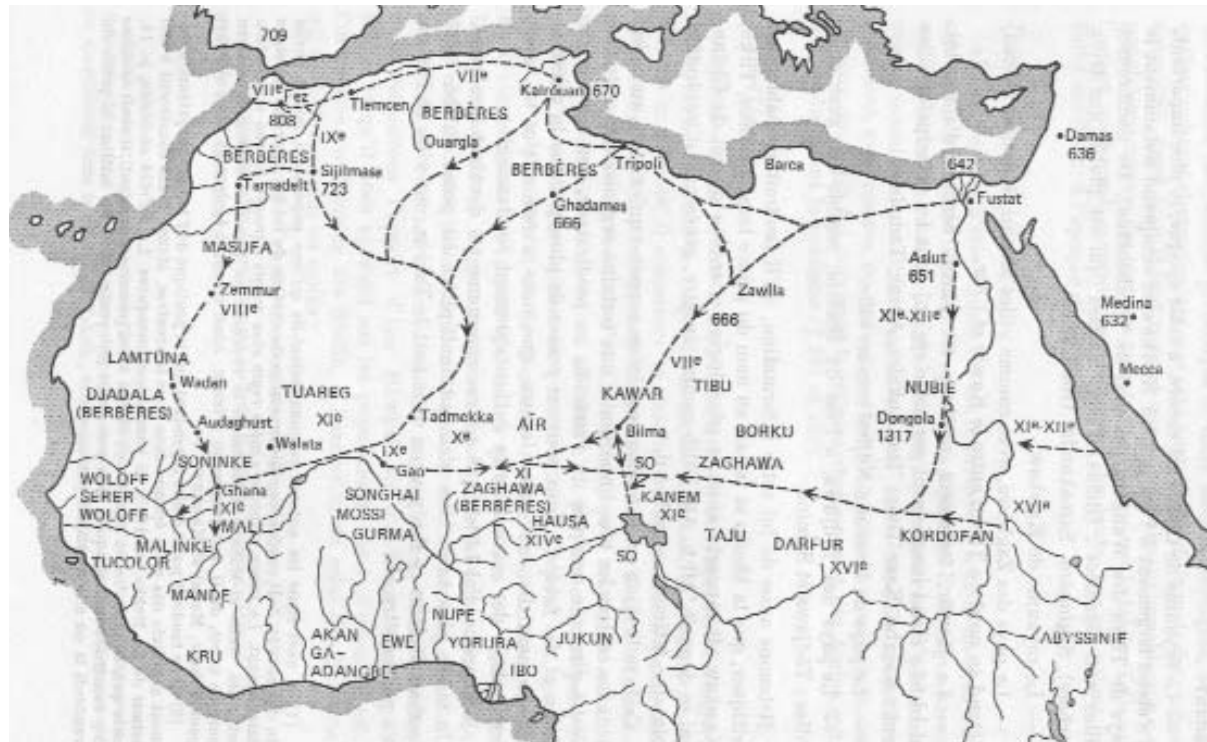 709
VIIe
Fez
808
Tlemcen
VIIe
Kairouan
670
BERBÈRES
IXe
Ouargla
BERBÈRES
Sijilmasa
723
Tamadelt
BERBÈRES
Tripoli
Ghadames
666
Barca
642
Fustat
Damas
636
MASUFA
Zemmur
VIIIe
Zawila
666
Asiut
651
XIe-XIIe
Medina
632
Mecca
LAMTŪNA
Wadan
DJADALA
(BERBÈRES)
TUAREG
XIe
Tadmekka
Xe
AÏR
VIIe
KAWAR
TIBU
NUBIE
Dongola
1317
XIe-XIIe
Audaghust
Walata
IXe
Gao
Bilma
BORKU
SONINKE
WOLOFF
SERER
WOLOFF
Ghana
XIe
SONGHAI
MOSSI
GURMA
XI
ZAGHAWA
(BERBÈRES)
SO
ZAGHAWA
KANEM
XIe
XVIe
MALI
MALINKE
TUCOLOR
HAUSA
XIVe
SO
TAJU
DARFUR
XVIe
KORDOFAN
MANDE
KRU
AKAN
GA-
ADANGBE
EWE
NUPE
YORUBA
IBO
JUKUN
ABYSSINIE